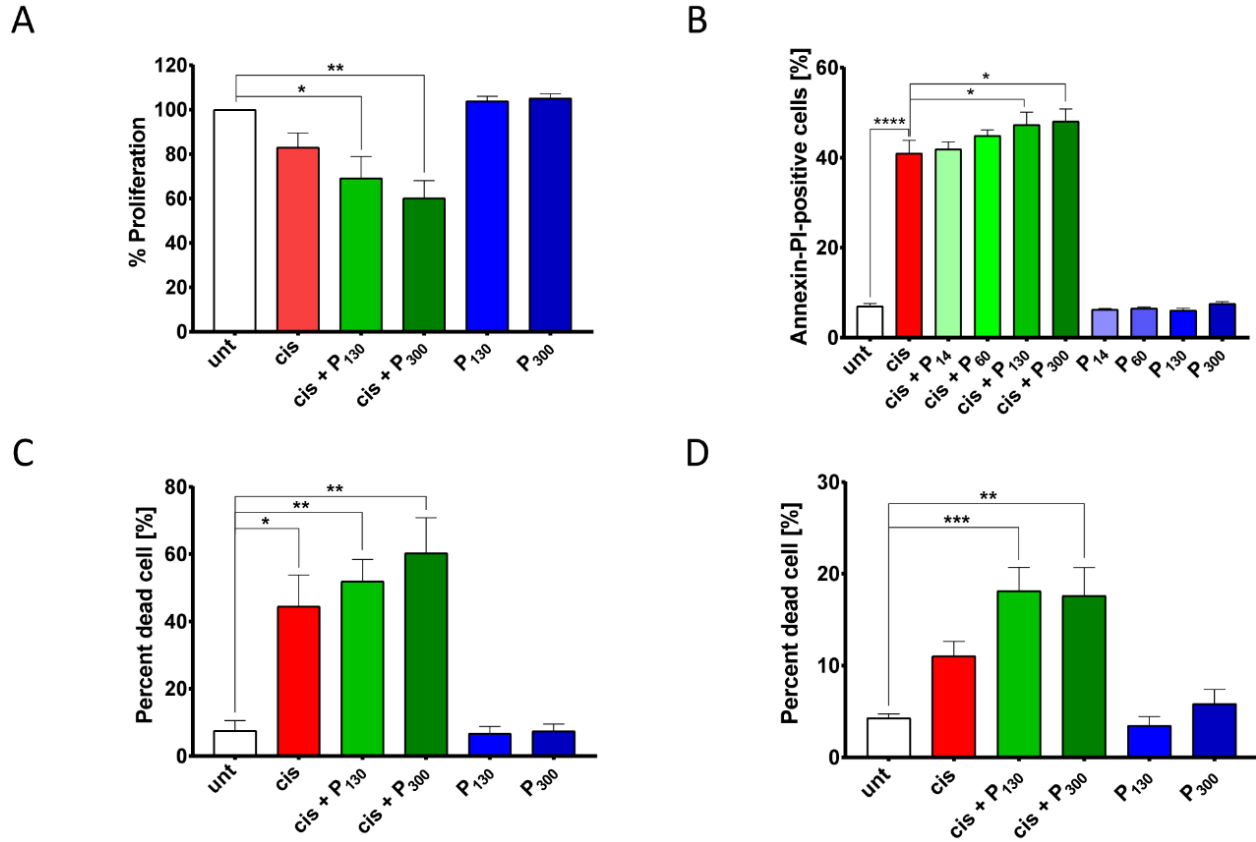 A
% Proliferation
120
100
80
60
40
20
0
**
*
unt
cis
cis + P₁₃₀
cis + P₃₀₀
P₁₃₀
P₃₀₀
B
Annexin-PI-positive cells [%]
60
40
20
0
*
*
****
unt
cis
cis + P₁₄
cis + P₆₀
cis + P₁₃₀
cis + P₃₀₀
P₁₄
P₆₀
P₁₃₀
P₃₀₀
C
Percent dead cell [%]
80
60
40
20
0
**
**
*
unt
cis
cis + P₁₃₀
cis + P₃₀₀
P₁₃₀
P₃₀₀
D
Percent dead cell [%]
30
20
10
0
**
***
unt
cis
cis + P₁₃₀
cis + P₃₀₀
P₁₃₀
P₃₀₀